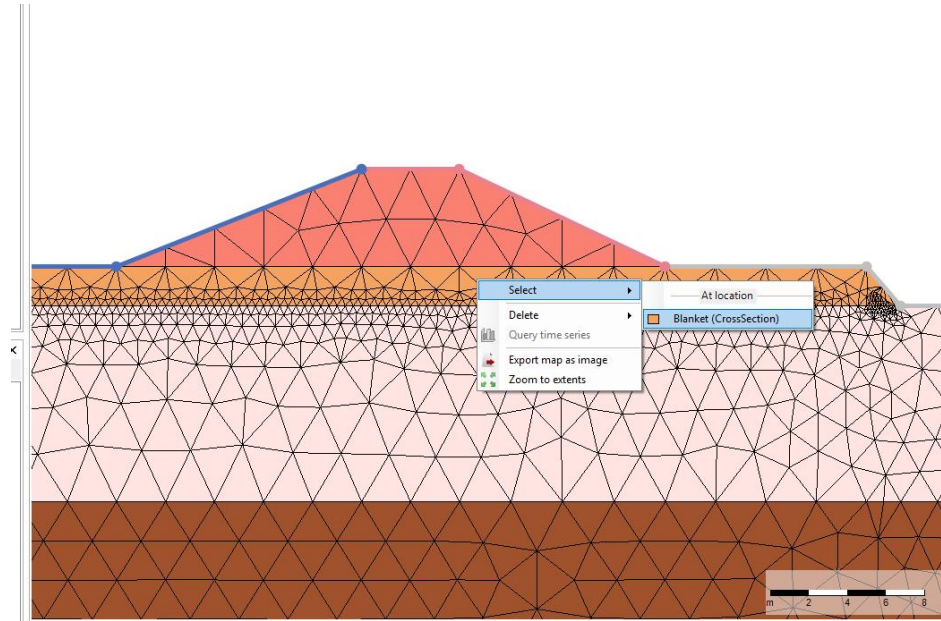 Select
At location
Blanket (CrossSection)
Delete
Query time series
Export map as image
Zoom to extents
m 2 4 6 8